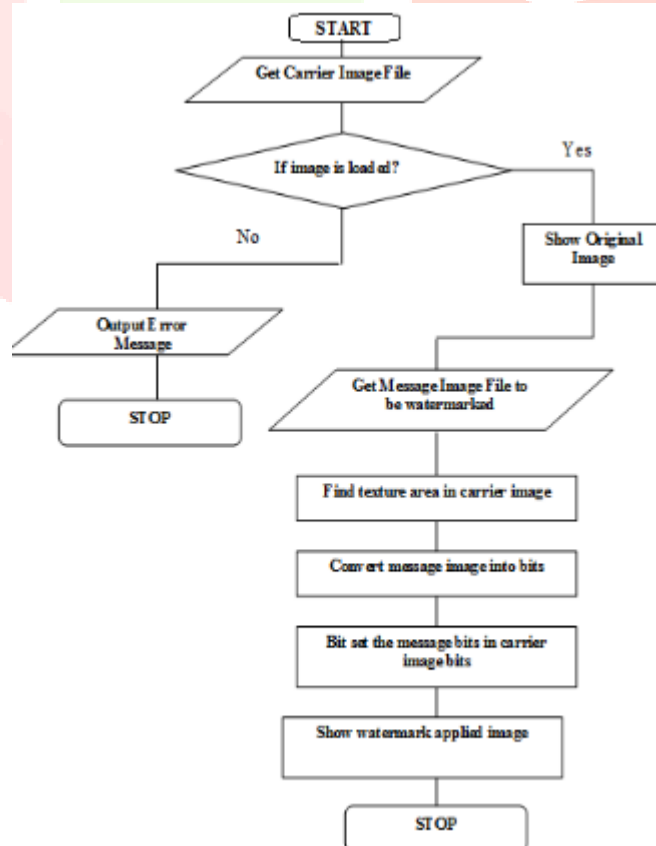 START
Get Carrier Image File
If image is loaded?
Yes
No
Show Original
Image
Output Error
Message
STOP
Get Message Image File to
be watermarked
Find texture area in carrier image
Convert message image into bits
Bit set the message bits in carrier
image bits
Show watermark applied image
STOP